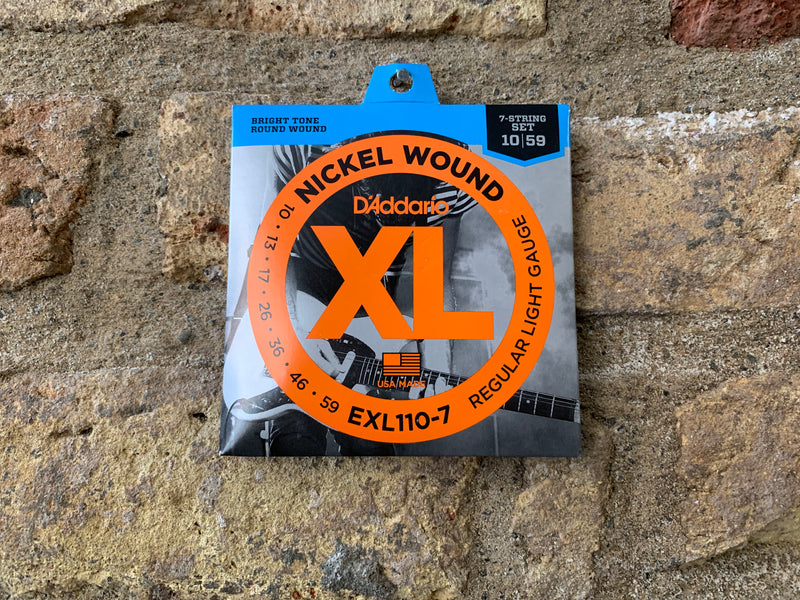 BRIGHT TONE
ROUND WOUND
7-STRING
SET
10|59
NICKEL WOUND
D'Addario
XL
USA MADE
10 • 13 • 17 • 26 • 36 • 46 • 59
EXL110-7
REGULAR LIGHT GAUGE